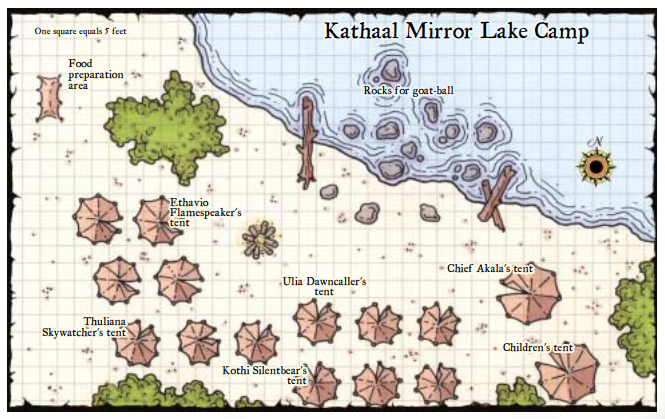 Kathaal Mirror Lake Camp
One square equals 5 feet
Food
preparation
area
Rocks for goat-ball
N
Ethavio
Flamespeaker's
tent
Chief Akala's tent
Ulia Dawncaller's
tent
Thuliana
Skywatcher's tent
Children's tent
Kothi Silentbear's
tent